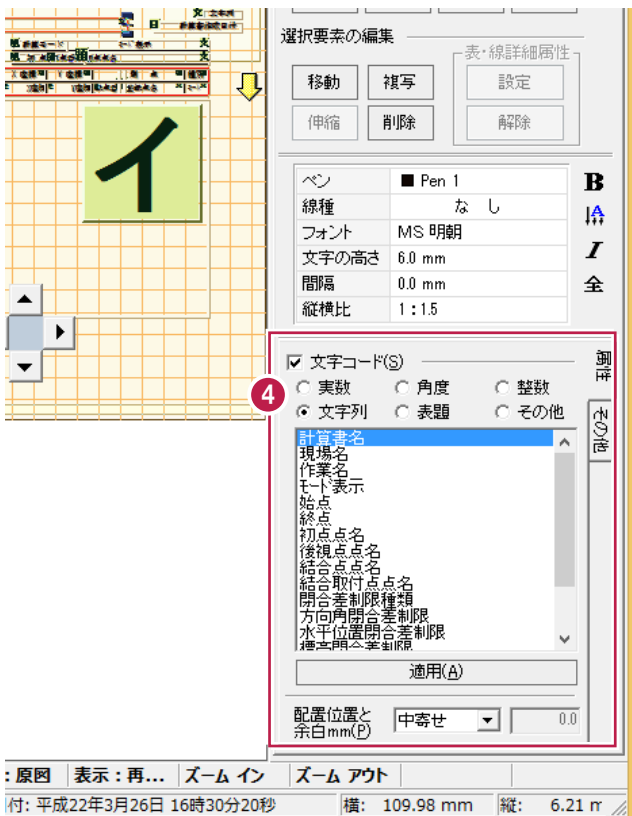 選択要素の編集
表・線詳細属性
移動 複写 設定
伸縮 削除 解除
イ
ペン ■ Pen 1
線種 な し
フォント MS 明朝
文字の高さ 6.0 mm
間隔 0.0 mm
縦横比 1 : 1.5
B
A
I
全
4
文字コード(S)
実数 角度 整数
文字列 表題 その他
属性
その他
計算書名
現場名
作業名
モード表示
始点
終点
初点点名
後視点点名
結合点点名
結合取付点点名
閉合差制限種類
方向角閉合差制限
水平位置閉合差制限
標高閉合差制限
適用(A)
配置位置と
余白mm(P)
中寄せ 0.0
: 原図 表示 : 再... ズーム イン ズーム アウト
付: 平成22年3月26日 16時30分20秒 横: 109.98 mm 縦: 6.21 m